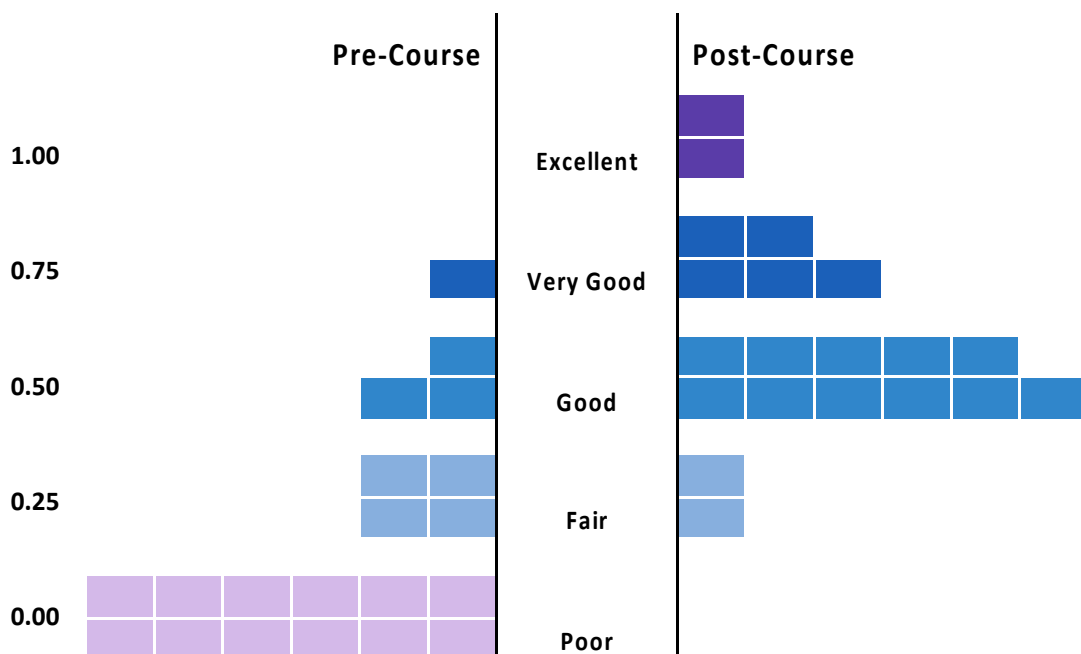 Pre-Course Post-Course
1.00 Excellent
0.75 Very Good
0.50 Good
0.25 Fair
0.00 Poor